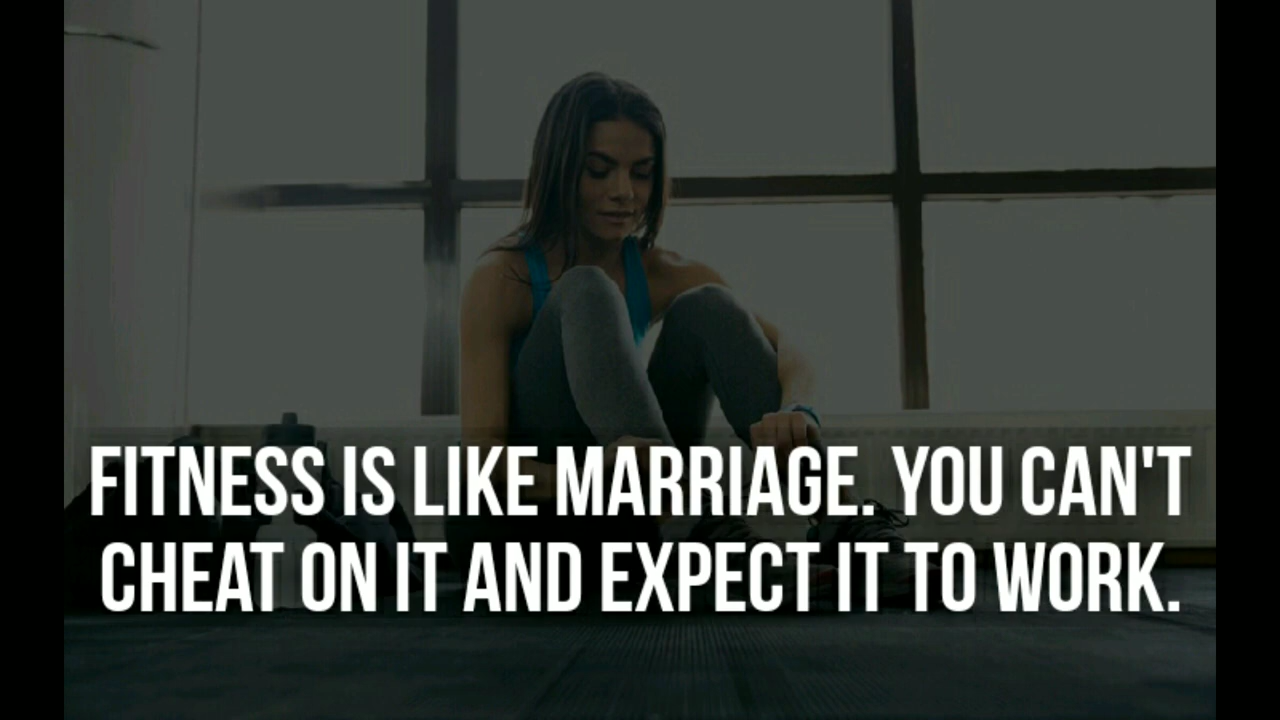 FITNESS IS LIKE MARRIAGE. YOU CAN'T
CHEAT ON IT AND EXPECT IT TO WORK.